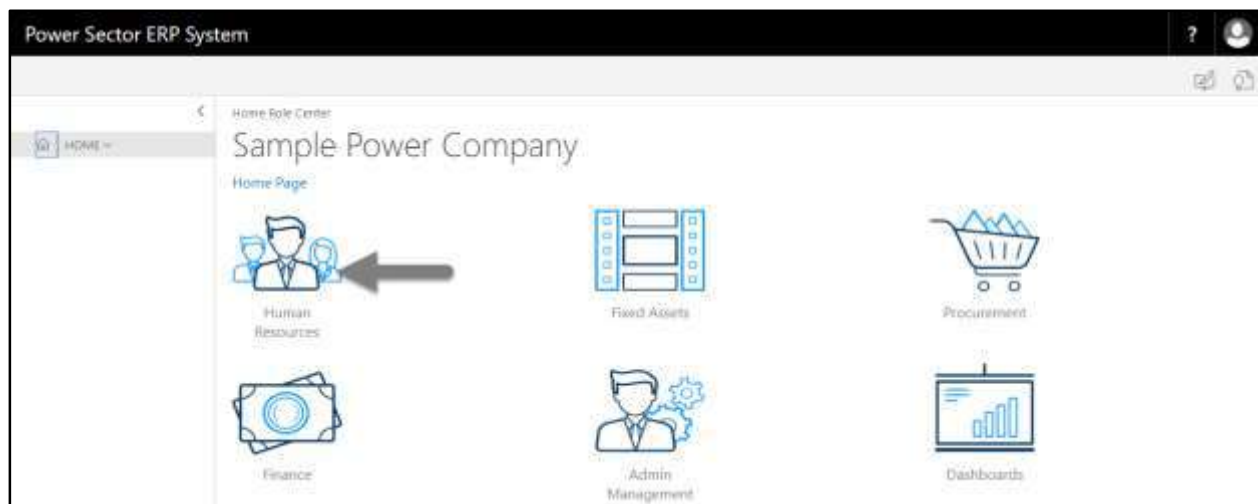 Power Sector ERP System
?
Home Role Center
HOME
Sample Power Company
Home Page
Human
Resources
Fixed Assets
Procurement
Finance
Admin
Management
Dashboards